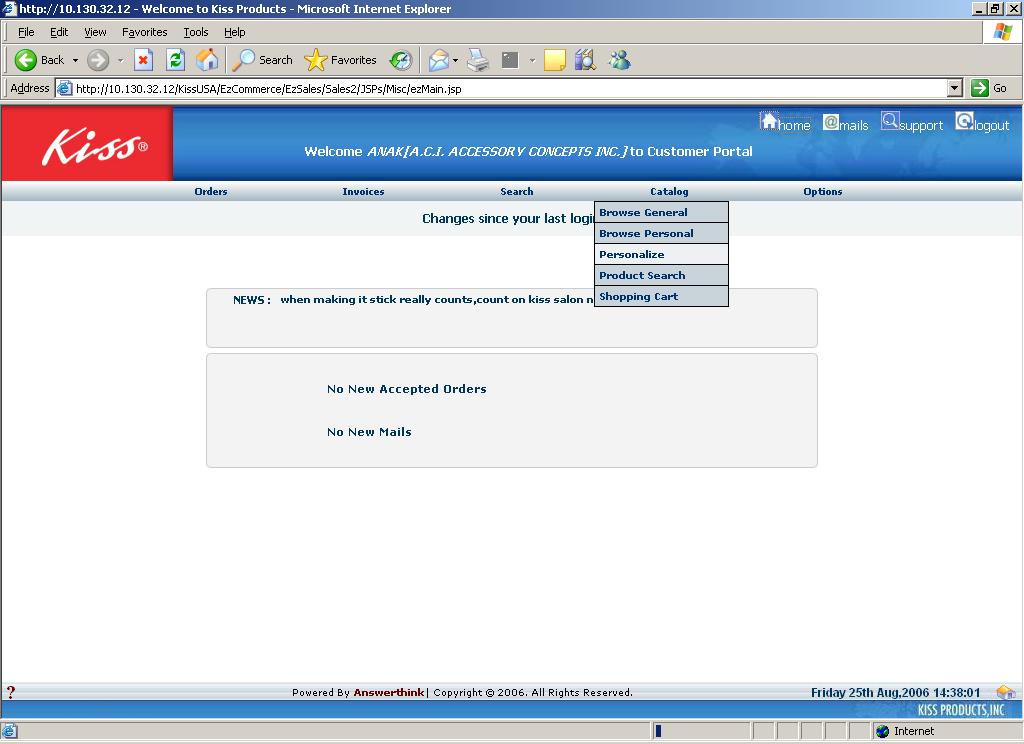 http://10.130.32.12 - Welcome to Kiss Products - Microsoft Internet Explorer
File Edit View Favorites Tools Help
Back Search Favorites
Address http://10.130.32.12/KissUSA/EzCommerce/EzSales/Sales2/JSPs/Misc/ezMain.jsp Go
Kiss®
home @mails support logout
Welcome ANAK[A.C.I. ACCESSORY CONCEPTS INC.]to Customer Portal
Orders Invoices Search Catalog Options
Changes since your last
Browse General
Browse Personal
Personalize
Product Search
Shopping Cart
NEWS : when making it stick really counts,count on kiss salon
No New Accepted Orders
No New Mails
? Powered By Answerthink| Copyright © 2006. All Rights Reserved. Friday 25th Aug,2006 14:38:01
KISS PRODUCTS,INC
Internet